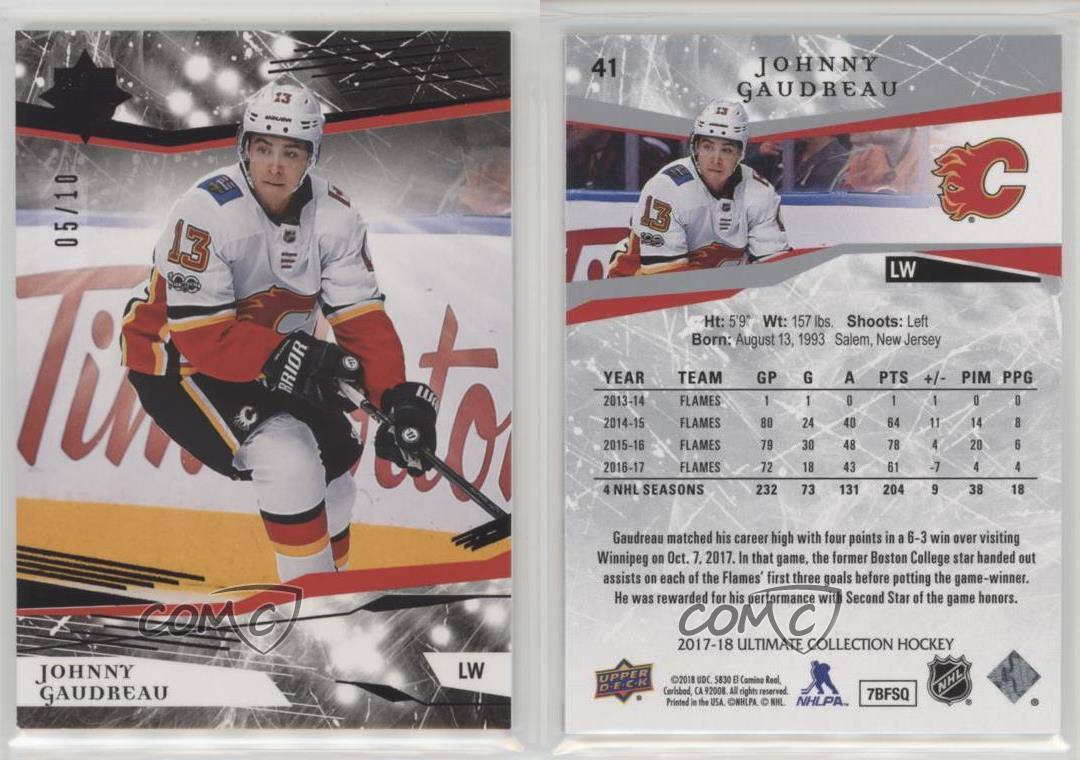 05/10
13
13
WARRIOR
Tim Horto
COMC
JOHNNY
GAUDREAU
LW
41
JOHNNY
GAUDREAU
13
13
C
LW
Ht: 5'9" Wt: 157 lbs. Shoots: Left
Born: August 13, 1993 Salem, New Jersey
YEAR TEAM GP G A PTS +/- PIM PPG
2013-14 FLAMES 1 1 0 1 1 0 0
2014-15 FLAMES 80 24 40 64 11 14 8
2015-16 FLAMES 79 30 48 78 4 20 6
2016-17 FLAMES 72 18 43 61 -7 4 4
4 NHL SEASONS 232 73 131 204 9 38 18
Gaudreau matched his career high with four points in a 6-3 win over visiting
Winnipeg on Oct. 7, 2017. In that game, the former Boston College star handed out
assists on each of the Flames' first three goals before potting the game-winner.
He was rewarded for his performance with Second Star of the game honors.
COMC
2017-18 ULTIMATE COLLECTION HOCKEY
UPPER
DECK
©2018 UDC. 5830 El Camino Real,
Carlsbad, CA 92008. All rights reserved.
Printed in the USA. ©NHLPA. © NHL.
NHLPA
7BFSQ
NHL